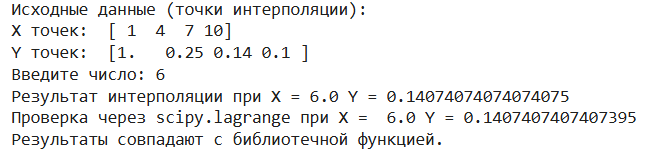 Исходные данные (точки интерполяции):
X точек:  [ 1  4  7 10]
Y точек:  [1.   0.25 0.14 0.1 ]
Введите число: 6
Результат интерполяции при X = 6.0 Y = 0.14074074074074075
Проверка через scipy.lagrange при X =  6.0 Y = 0.1407407407407395
Результаты совпадают с библиотечной функцией.